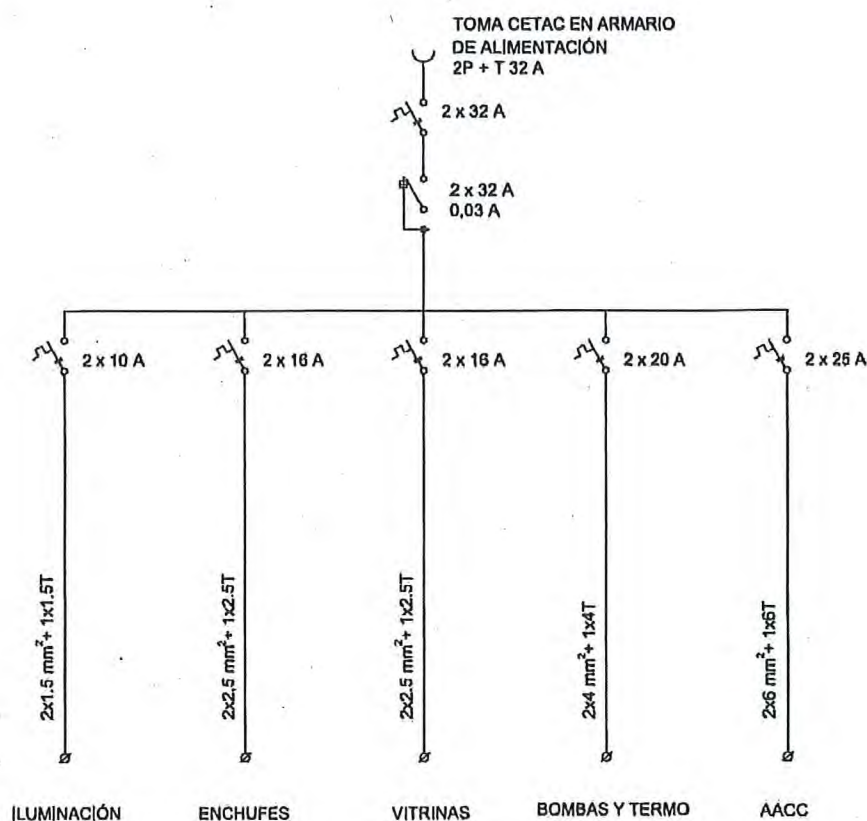 TOMA CETAC EN ARMARIO
DE ALIMENTACIÓN
2P + T 32 A
2 x 32 A
2 x 32 A
0,03 A
2 x 10 A
2 x 16 A
2 x 16 A
2 x 20 A
2 x 25 A
2x1.5 mm²+ 1x1.5T
2x2,5 mm²+ 1x2.5T
2x2.5 mm²+ 1x2.5T
2x4 mm²+ 1x4T
2x6 mm²+ 1x6T
ILUMINACIÓN
ENCHUFES
VITRINAS
BOMBAS Y TERMO
AACC